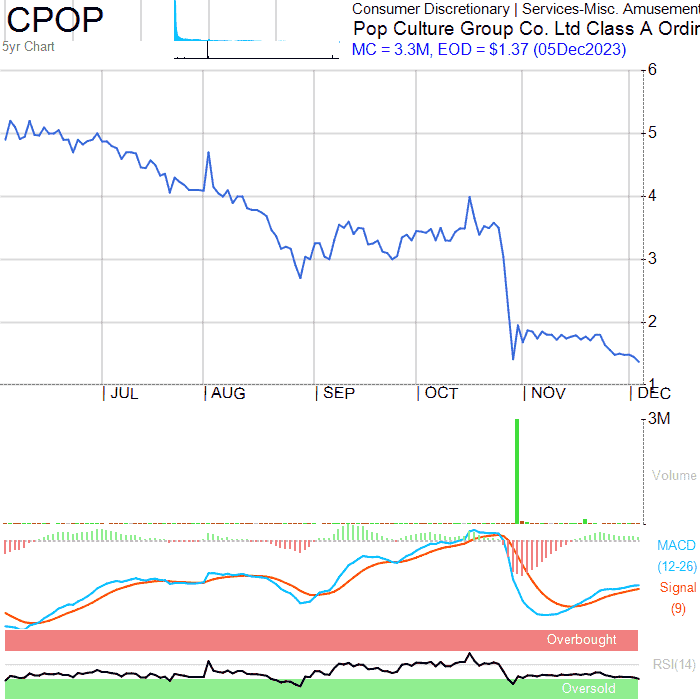 CPOP
5yr Chart
Consumer Discretionary | Services-Misc. Amusement
Pop Culture Group Co. Ltd Class A Ordi
MC = 3.3M, EOD = $1.37 (05Dec2023)
6
5
4
3
2
1
JUL
AUG
SEP
OCT
NOV
DEC
3M
Volume
MACD
(12-26)
Signal
(9)
Overbought
RSI(14)
Oversold